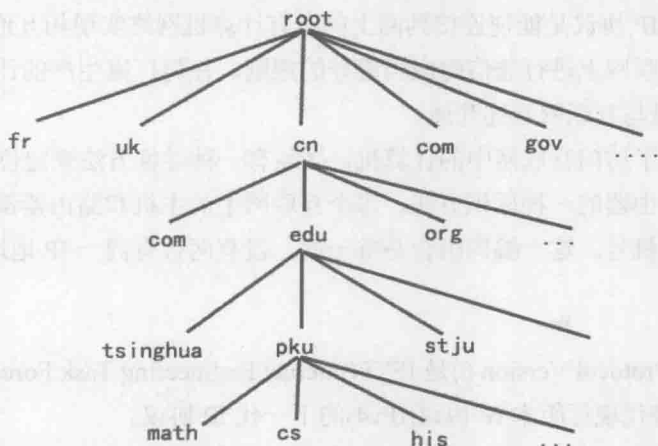 root
fr uk cn com gov ...
com edu org ...
tsinghua pku stju
math cs his ...